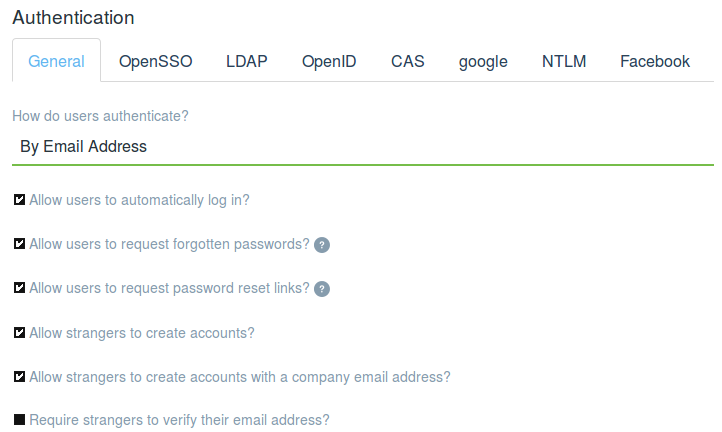 Authentication
General OpenSSO LDAP OpenID CAS google NTLM Facebook
How do users authenticate?
By Email Address
Allow users to automatically log in?
Allow users to request forgotten passwords? ?
Allow users to request password reset links? ?
Allow strangers to create accounts?
Allow strangers to create accounts with a company email address?
Require strangers to verify their email address?